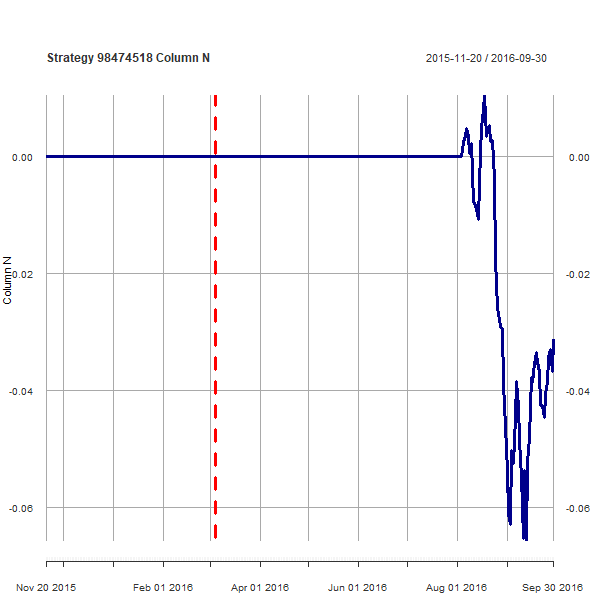 Strategy 98474518 Column N
2015-11-20 / 2016-09-30
0.00
0.00
-0.02
-0.02
-0.04
-0.04
-0.06
-0.06
Column N
Nov 20 2015
Feb 01 2016
Apr 01 2016
Jun 01 2016
Aug 01 2016
Sep 30 2016